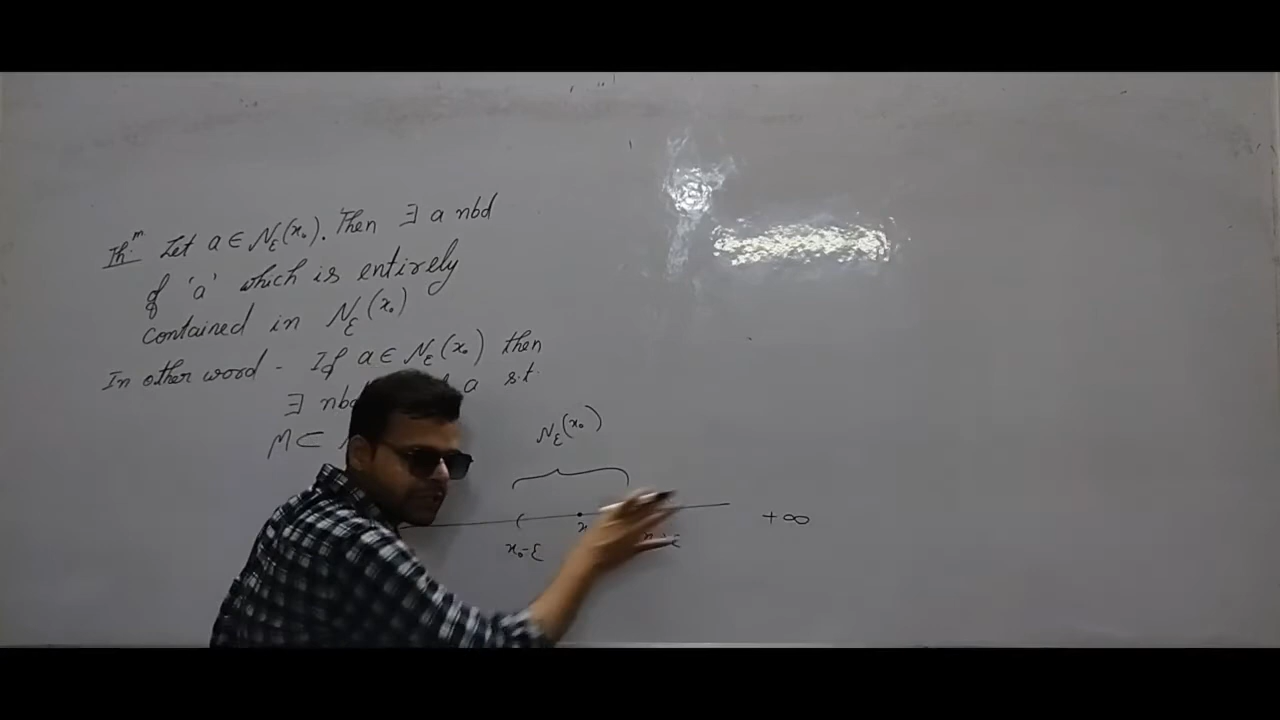 Th.ᵐ Let a ∈ N_ε(x₀). Then ∃ a nbd
of 'a' which is entirely
contained in N_ε(x₀)
In other word - If a ∈ N_ε(x₀) then
∃ nbd a s.t.
M ⊂
N_ε(x₀)
+∞
x₀-ε